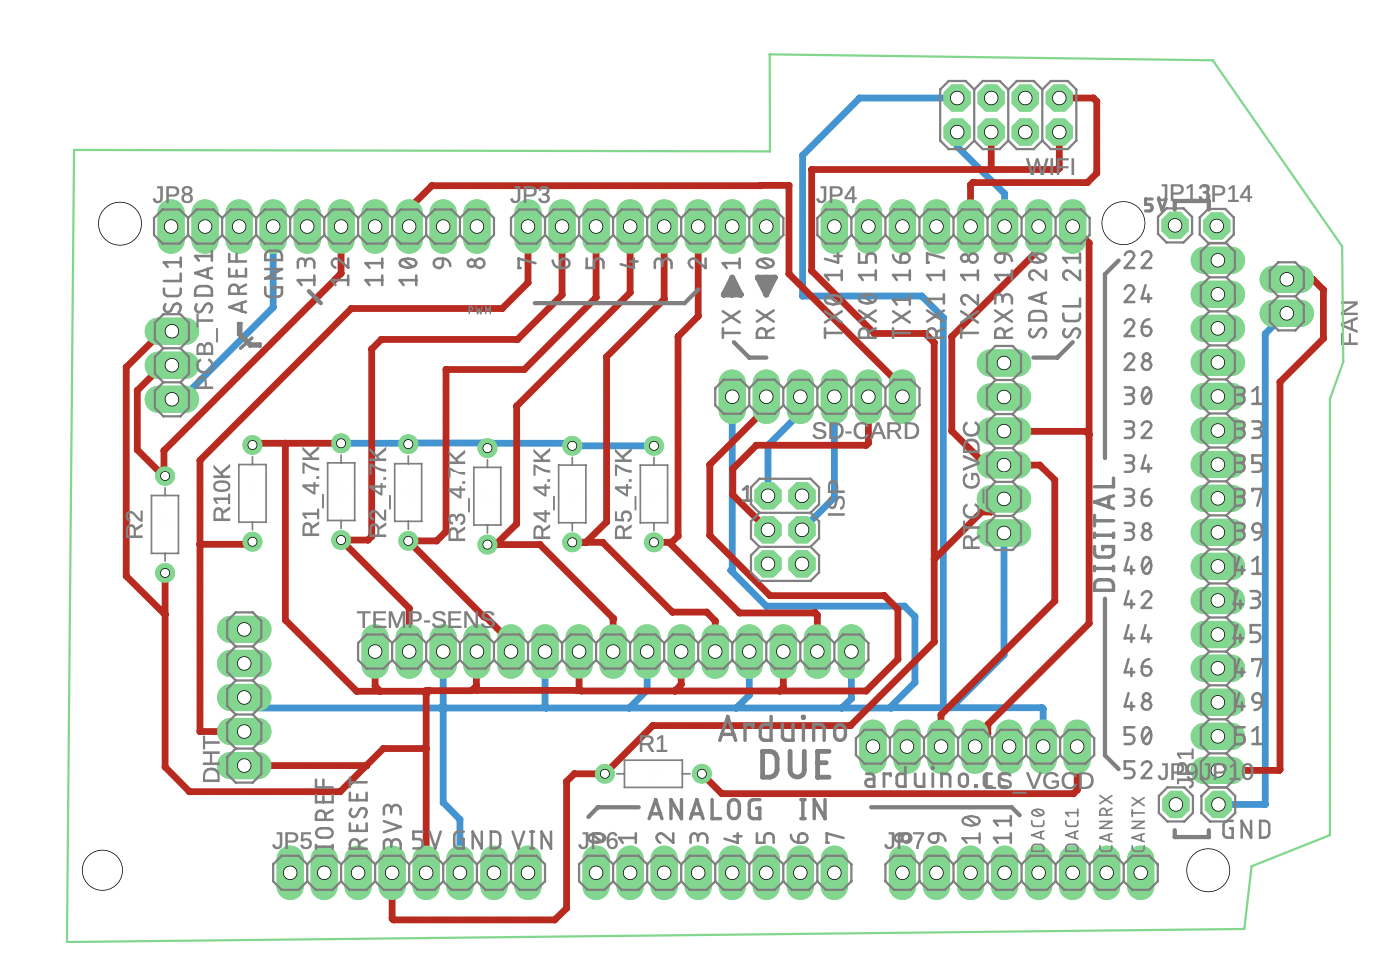 WIFI
JP8
JP3
JP4
JP13
JP14
5V
SCL1
SDA1
AREF
GND
13
12
11
10
9
8
7
6
5
4
3
2
TX 1
RX 0
PWM
TX0 14
RX0 15
TX1 16
RX1 17
TX2 18
RX3 19
SDA 20
SCL 21
22
24
26
28
30
32
34
36
38
40
42
44
46
48
50
52
31
33
35
37
39
41
43
45
47
49
51
FAN
PCB_T
SD-CARD
1
ISP
RTC_GVDC
DIGITAL
R2
R10K
R1_4.7K
R2_4.7K
R3_4.7K
R4_4.7K
R5_4.7K
TEMP-SENS
DHT
R1
Arduino
DUE
arduino.cc
CS_VGOD
JP9
JP1
JP10
GND
ANALOG IN
JP5
IOREF
RESET
3V3
5V
GND
VIN
JP6
0
1
2
3
4
5
6
7
JP7
8
9
10
11
DAC0
DAC1
CANRX
CANTX